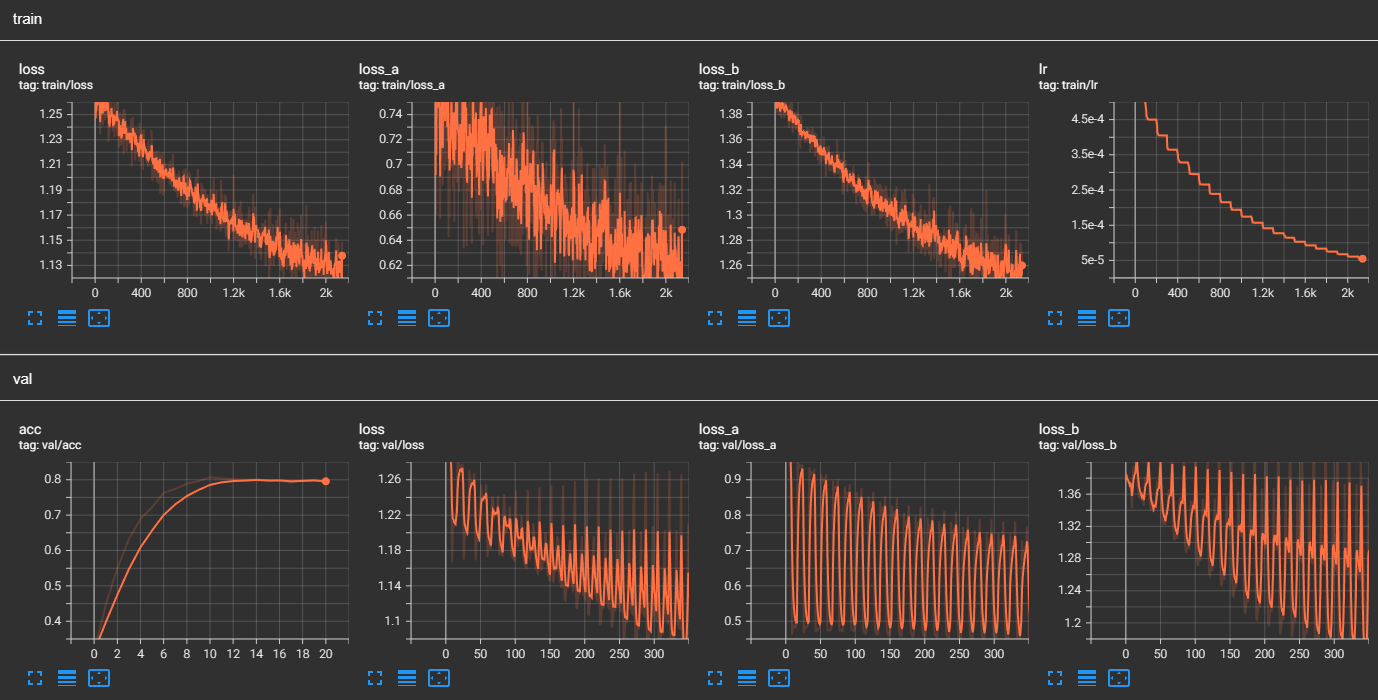 train
loss
tag: train/loss
1.25
1.23
1.21
1.19
1.17
1.15
1.13
0 400 800 1.2k 1.6k 2k
loss_a
tag: train/loss_a
0.74
0.72
0.7
0.68
0.66
0.64
0.62
0 400 800 1.2k 1.6k 2k
loss_b
tag: train/loss_b
1.38
1.36
1.34
1.32
1.3
1.28
1.26
0 400 800 1.2k 1.6k 2k
lr
tag: train/lr
4.5e-4
3.5e-4
2.5e-4
1.5e-4
5e-5
0 400 800 1.2k 1.6k 2k
val
acc
tag: val/acc
0.8
0.7
0.6
0.5
0.4
0 2 4 6 8 10 12 14 16 18 20
loss
tag: val/loss
1.26
1.22
1.18
1.14
1.1
0 50 100 150 200 250 300
loss_a
tag: val/loss_a
0.9
0.8
0.7
0.6
0.5
0 50 100 150 200 250 300
loss_b
tag: val/loss_b
1.36
1.32
1.28
1.24
1.2
0 50 100 150 200 250 300